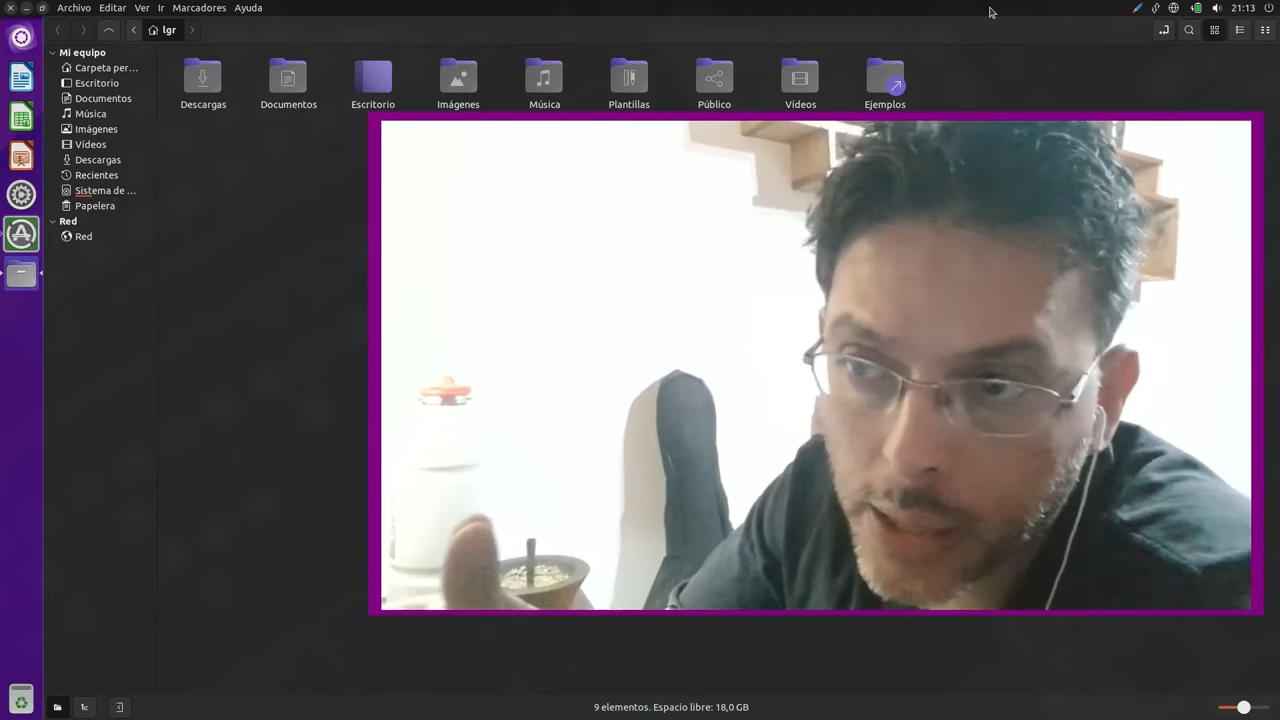 Archivo Editar Ver Ir Marcadores Ayuda 21:13
lgr
Mi equipo
Carpeta per...
Escritorio
Documentos
Música
Imágenes
Vídeos
Descargas
Recientes
Sistema de ...
Papelera
Red
Red
Descargas Documentos Escritorio Imágenes Música Plantillas Público Vídeos Ejemplos
9 elementos. Espacio libre: 18,0 GB